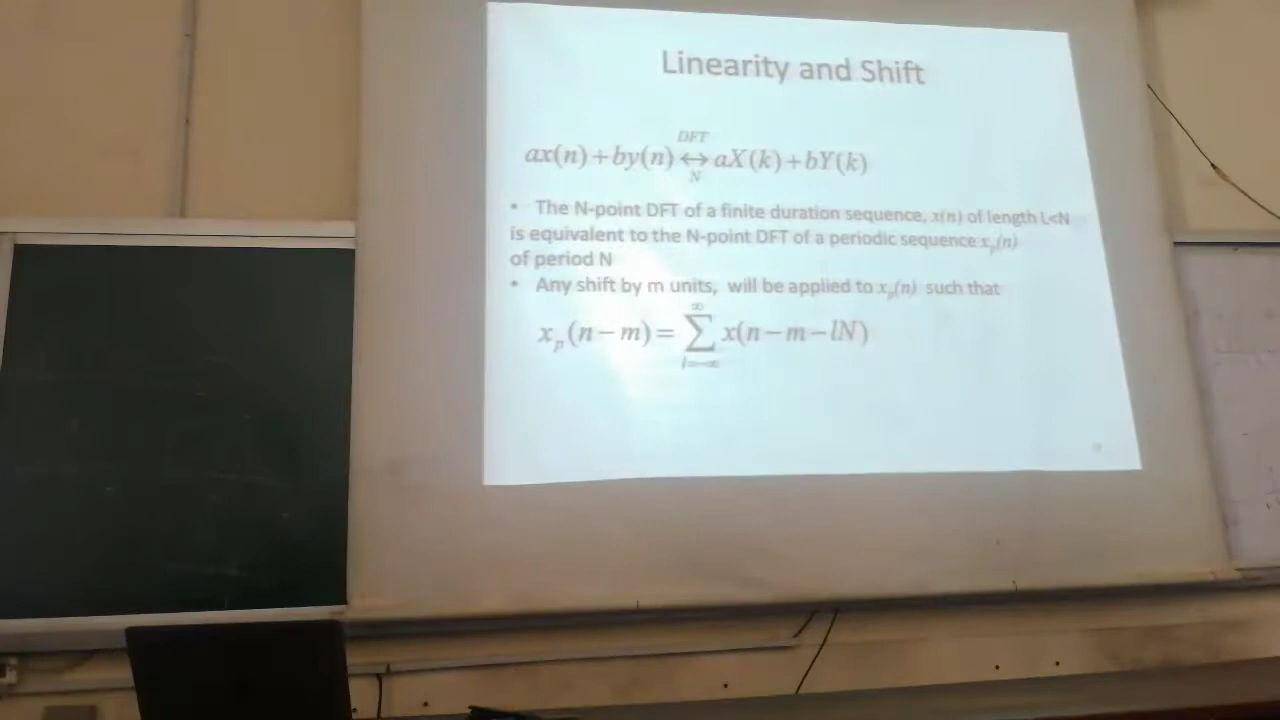 Linearity and Shift
DFT
ax(n)+by(n) ↔ aX(k)+bY(k)
N
• The N-point DFT of a finite duration sequence, x(n) of length L<N
is equivalent to the N-point DFT of a periodic sequence xₚ(n)
of period N
• Any shift by m units, will be applied to xₚ(n) such that
∞
xₚ(n−m)= ∑ x(n−m−lN)
l=−∞